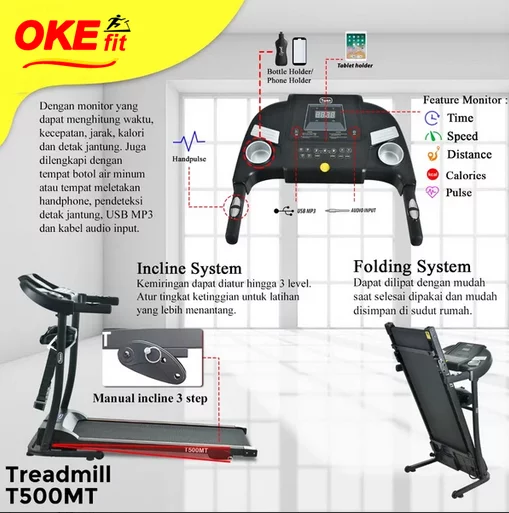 OKE fit
Bottle Holder/
Phone Holder
Tablet holder
Dengan monitor yang
dapat menghitung waktu,
kecepatan, jarak, kalori
dan detak jantung. Juga
dilengkapi dengan
tempat botol air minum
atau tempat meletakan
handphone, pendeteksi
detak jantung, USB MP3
dan kabel audio input.
Handpulse
Feature Monitor :
Time
Speed
Distance
kcal
Calories
Pulse
USB MP3
AUDIO INPUT
Incline System
Kemiringan dapat diatur hingga 3 level.
Atur tingkat ketinggian untuk latihan
yang lebih menantang.
Folding System
Dapat dilipat dengan mudah
saat selesai dipakai dan mudah
disimpan di sudut rumah.
T
Manual incline 3 step
T500MT
Treadmill
T500MT